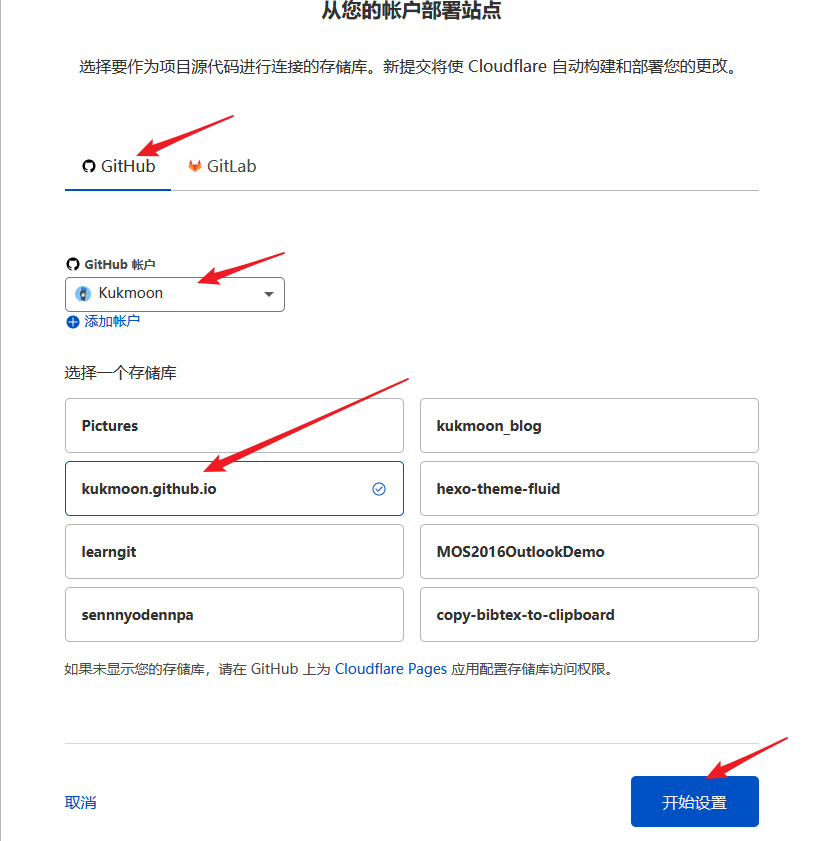 从您的帐户部署站点
选择要作为项目源代码进行连接的存储库。新提交将使 Cloudflare 自动构建和部署您的更改。
GitHub GitLab
GitHub 帐户
Kukmoon
添加帐户
选择一个存储库
Pictures kukmoon_blog
kukmoon.github.io hexo-theme-fluid
learngit MOS2016OutlookDemo
sennnyodennpa copy-bibtex-to-clipboard
如果未显示您的存储库，请在 GitHub 上为 Cloudflare Pages 应用配置存储库访问权限。
取消 开始设置